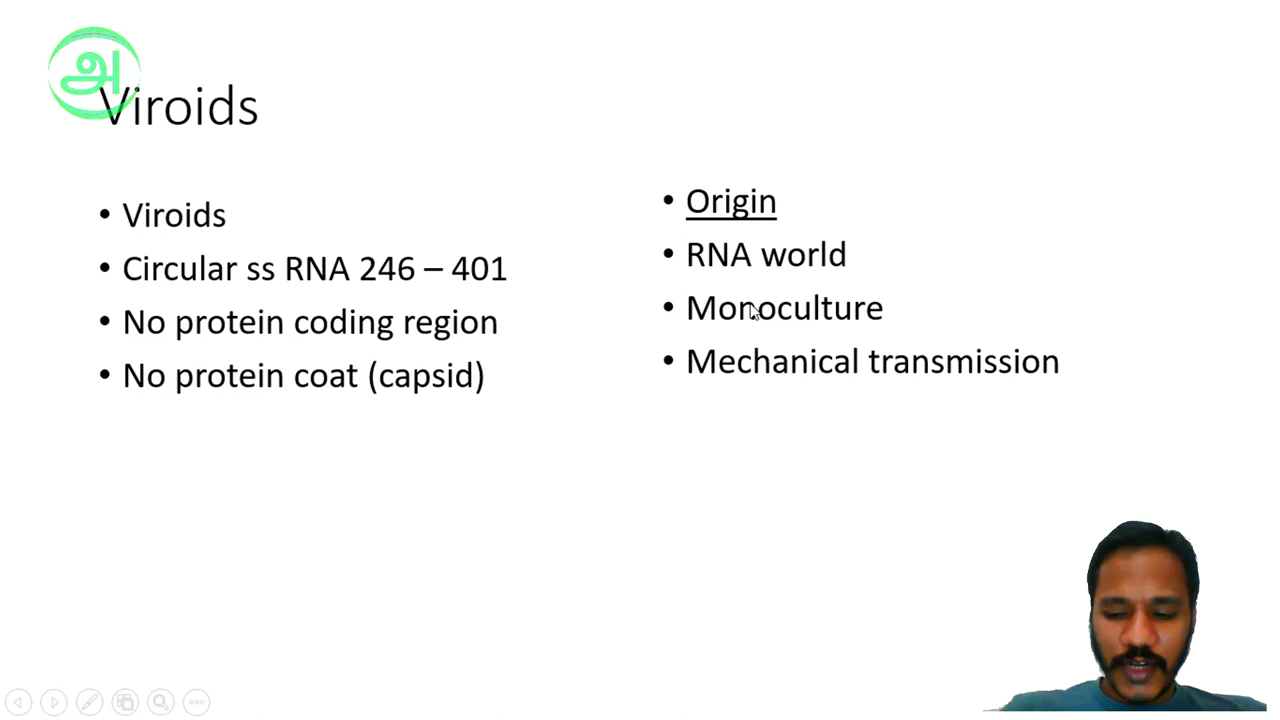 அ
Viroids
• Viroids
• Circular ss RNA 246 – 401
• No protein coding region
• No protein coat (capsid)
• Origin
• RNA world
• Monoculture
• Mechanical transmission